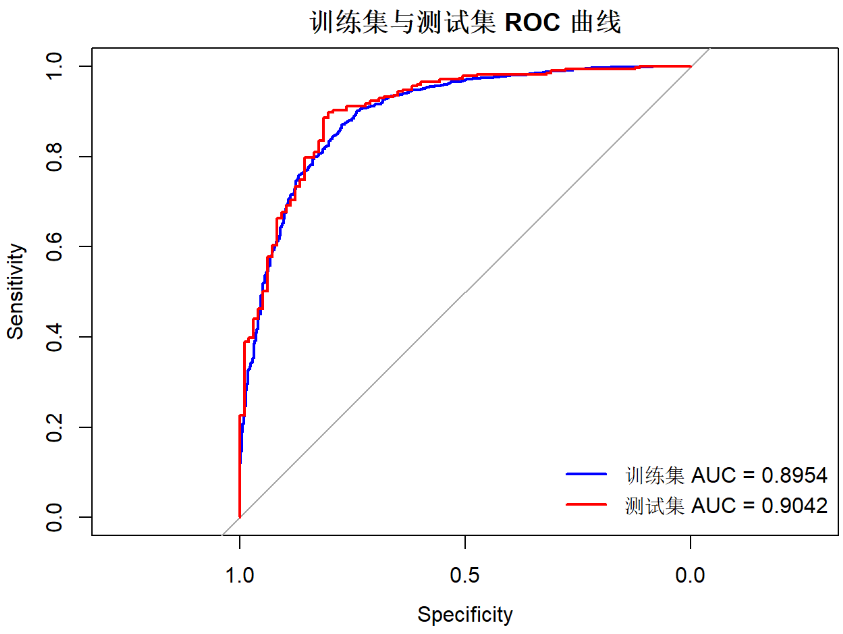 训练集与测试集 ROC 曲线
Sensitivity
1.0
0.8
0.6
0.4
0.2
0.0
训练集 AUC = 0.8954
测试集 AUC = 0.9042
1.0 0.5 0.0
Specificity